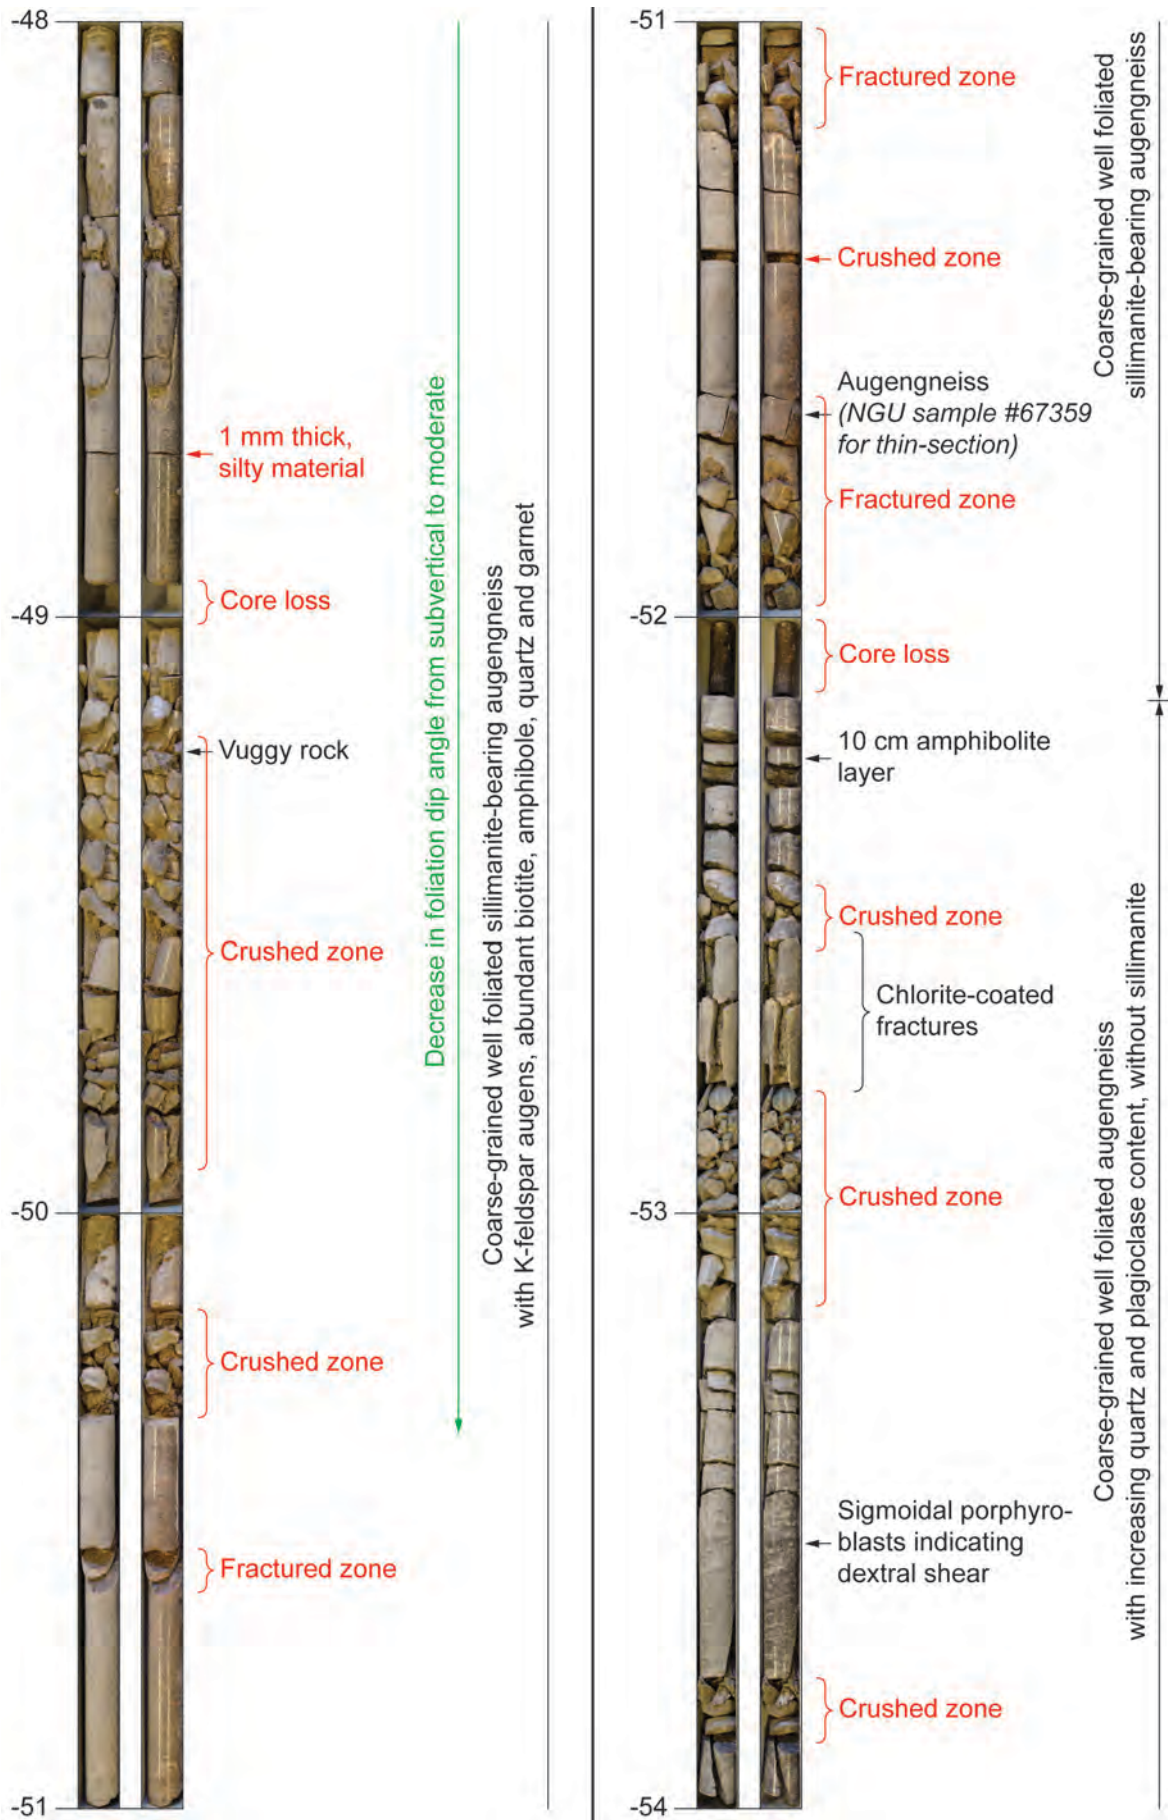 -48
1 mm thick,
silty material
Core loss
-49
Vuggy rock
Crushed zone
-50
Crushed zone
Fractured zone
-51
Decrease in foliation dip angle from subvertical to moderate
Coarse-grained well foliated sillimanite-bearing augengneiss
with K-feldspar augens, abundant biotite, amphibole, quartz and garnet
-51
Fractured zone
Crushed zone
Augengneiss
(NGU sample #67359
for thin-section)
Fractured zone
-52
Core loss
10 cm amphibolite
layer
Crushed zone
Chlorite-coated
fractures
Crushed zone
-53
Sigmoidal porphyro-
blasts indicating
dextral shear
Crushed zone
-54
Coarse-grained well foliated
sillimanite-bearing augengneiss
Coarse-grained well foliated augengneiss
with increasing quartz and plagioclase content, without sillimanite